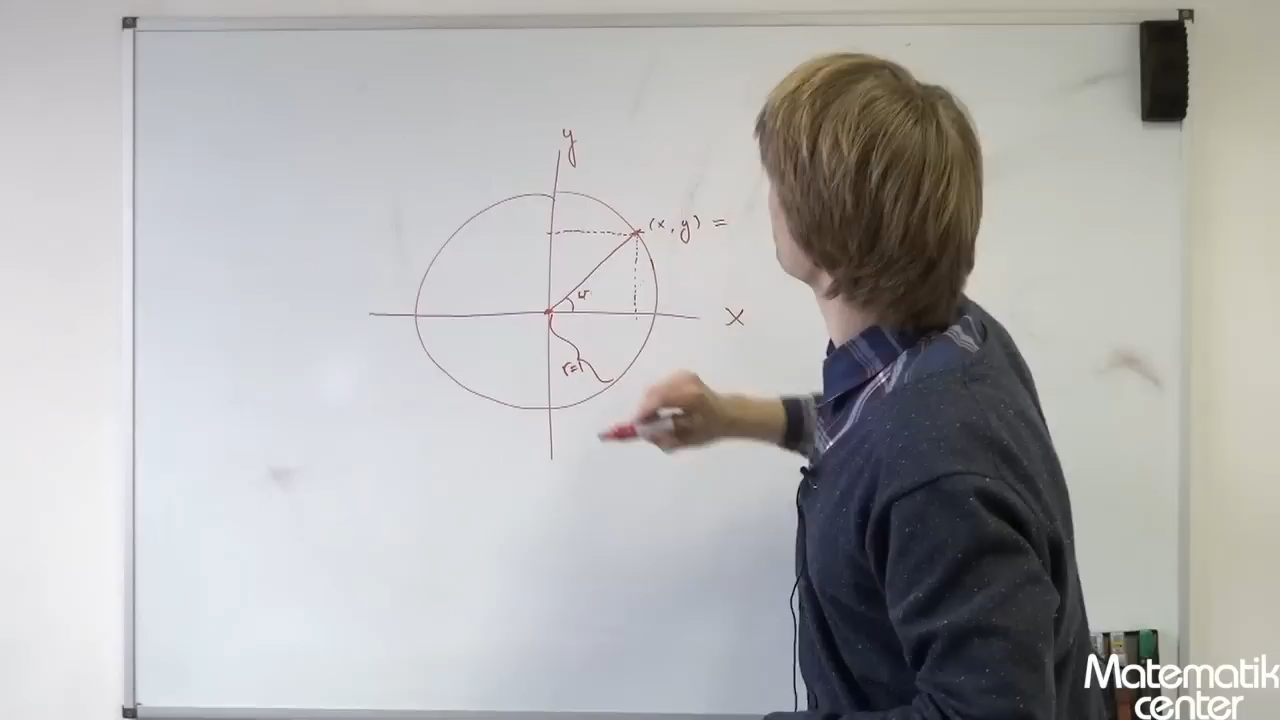 y
(x, y) =
x
r=1
Matematik
center